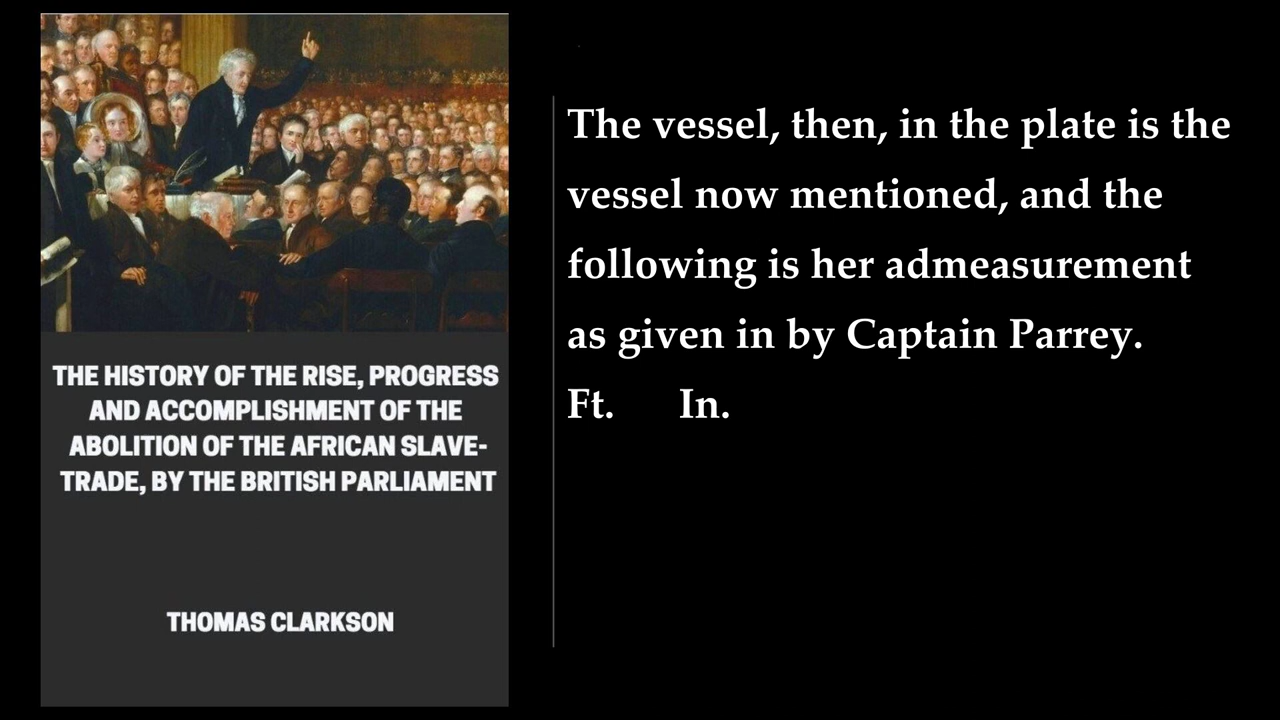 THE HISTORY OF THE RISE, PROGRESS
AND ACCOMPLISHMENT OF THE
ABOLITION OF THE AFRICAN SLAVE-
TRADE, BY THE BRITISH PARLIAMENT
THOMAS CLARKSON
The vessel, then, in the plate is the
vessel now mentioned, and the
following is her admeasurement
as given in by Captain Parrey.
Ft. In.